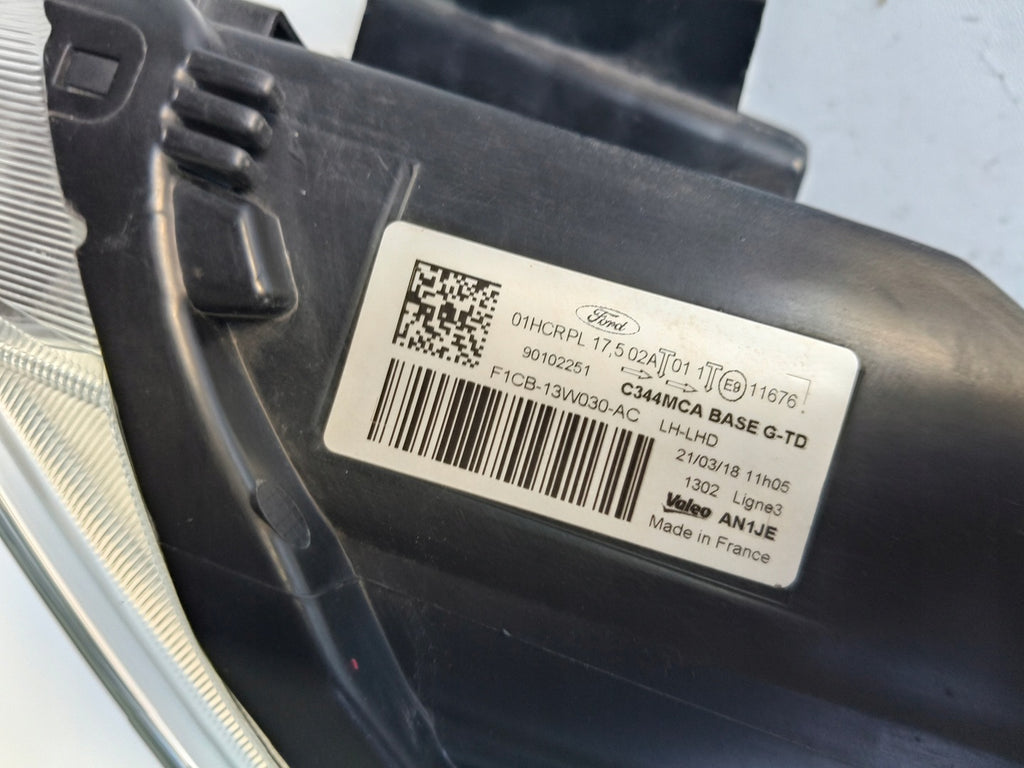 Ford
01HCRPL 17,5 02A 01 1 E9 11676
90102251
F1CB-13W030-AC
C344MCA BASE G-TD
LH-LHD
21/03/18 11h05
1302 Ligne3
Valeo AN1JE
Made in France